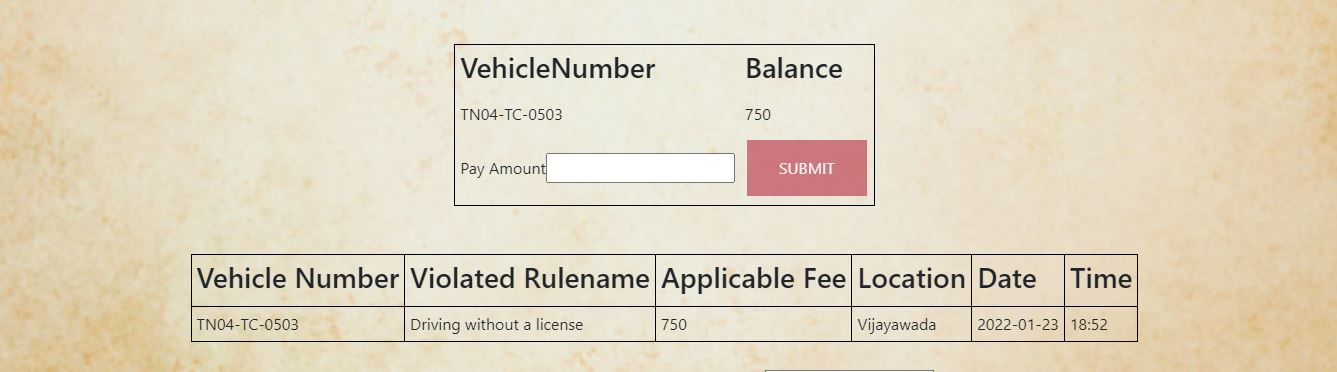 VehicleNumber Balance
TN04-TC-0503 750
Pay Amount SUBMIT
Vehicle Number Violated Rulename Applicable Fee Location Date Time
TN04-TC-0503 Driving without a license 750 Vijayawada 2022-01-23 18:52